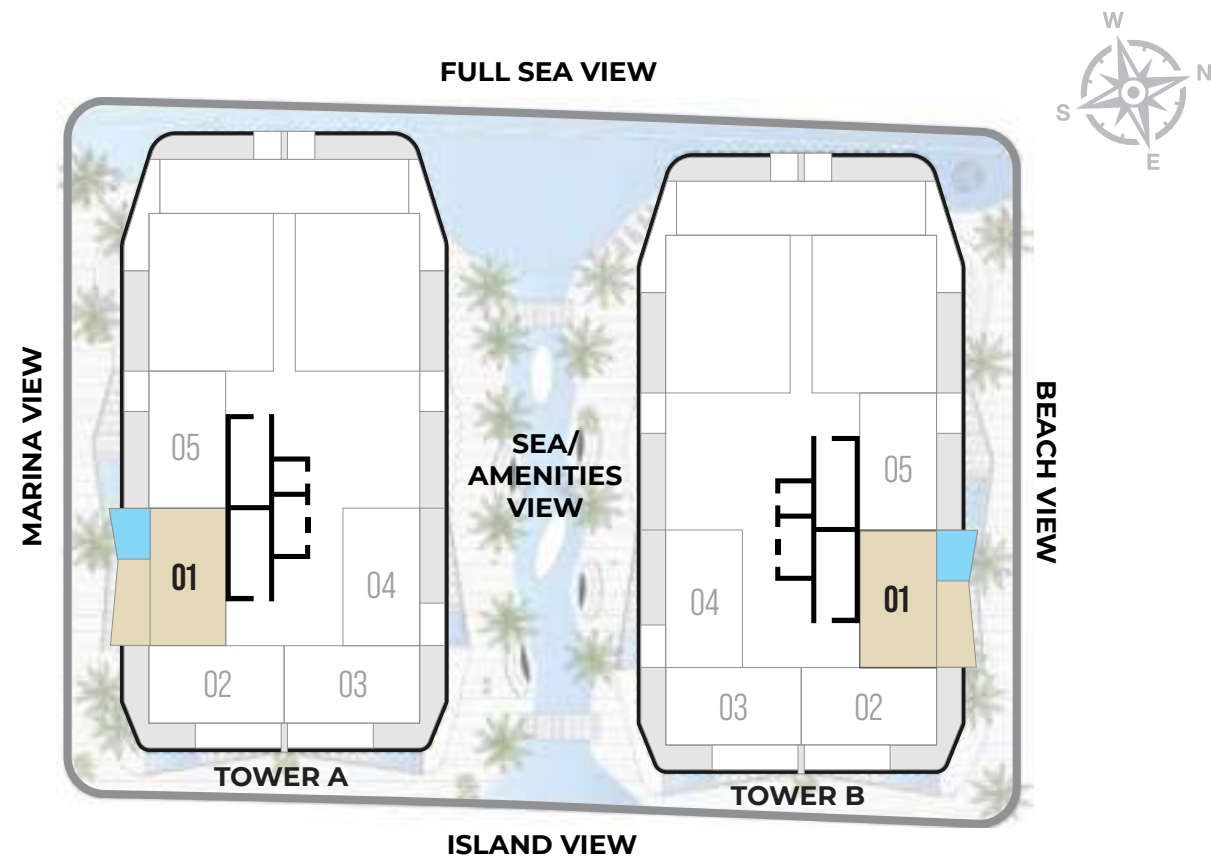 W
N
S
E
FULL SEA VIEW
MARINA VIEW
SEA/
AMENITIES
VIEW
BEACH VIEW
05
01
04
02
03
TOWER A
05
04
01
03
02
TOWER B
ISLAND VIEW